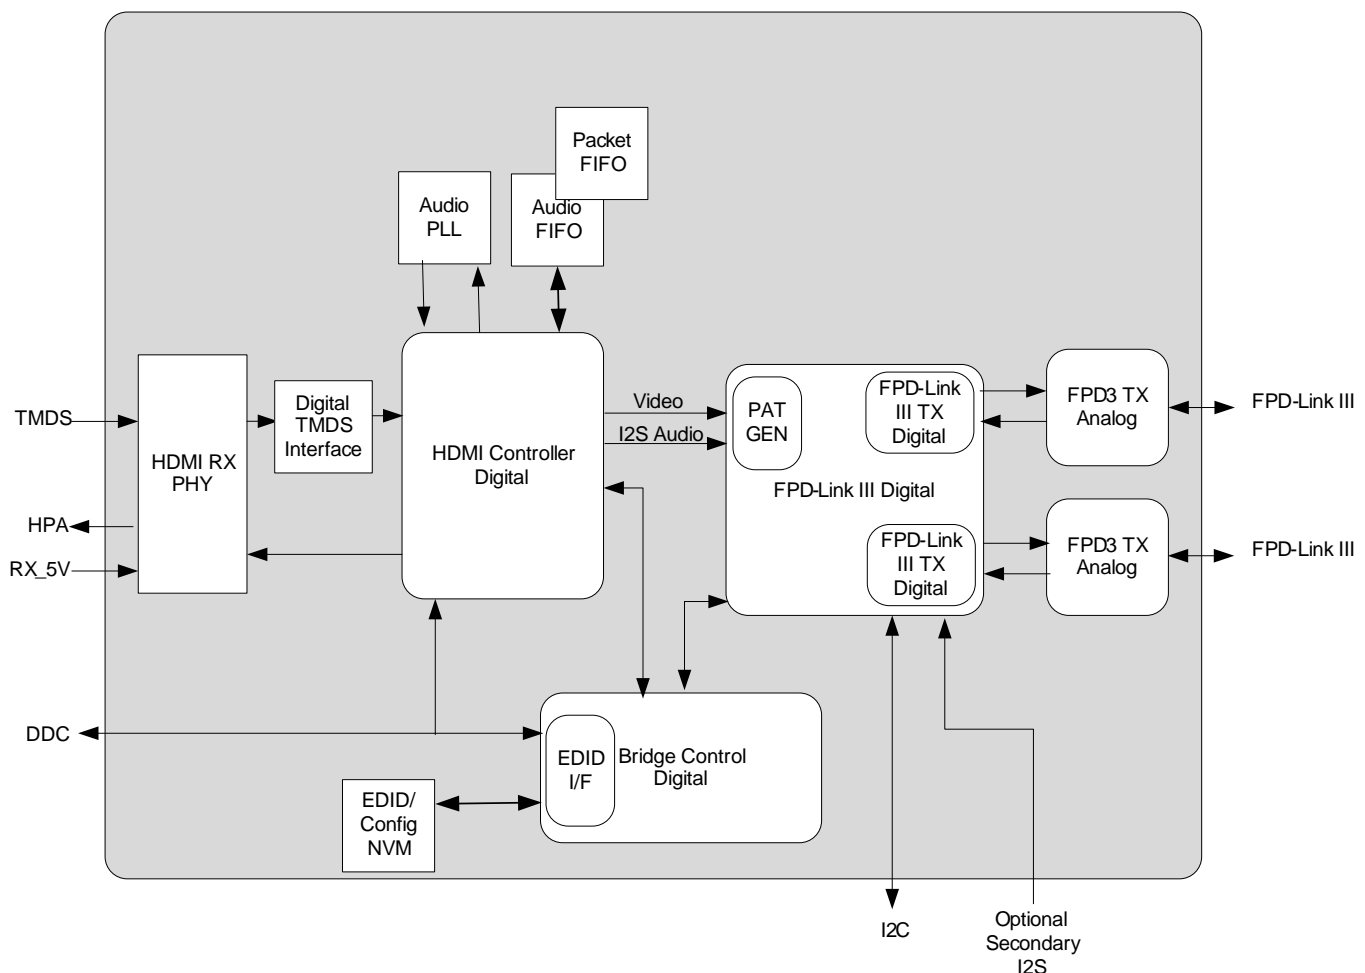 Packet
FIFO
Audio
PLL
Audio
FIFO
TMDS
HPA
RX_5V
HDMI RX
PHY
Digital
TMDS
Interface
HDMI Controller
Digital
Video
I2S Audio
PAT
GEN
FPD-Link
III TX
Digital
FPD-Link III Digital
FPD-Link
III TX
Digital
FPD3 TX
Analog
FPD-Link III
FPD3 TX
Analog
FPD-Link III
DDC
EDID
I/F
Bridge Control
Digital
EDID/
Config
NVM
I2C
Optional
Secondary
I2S